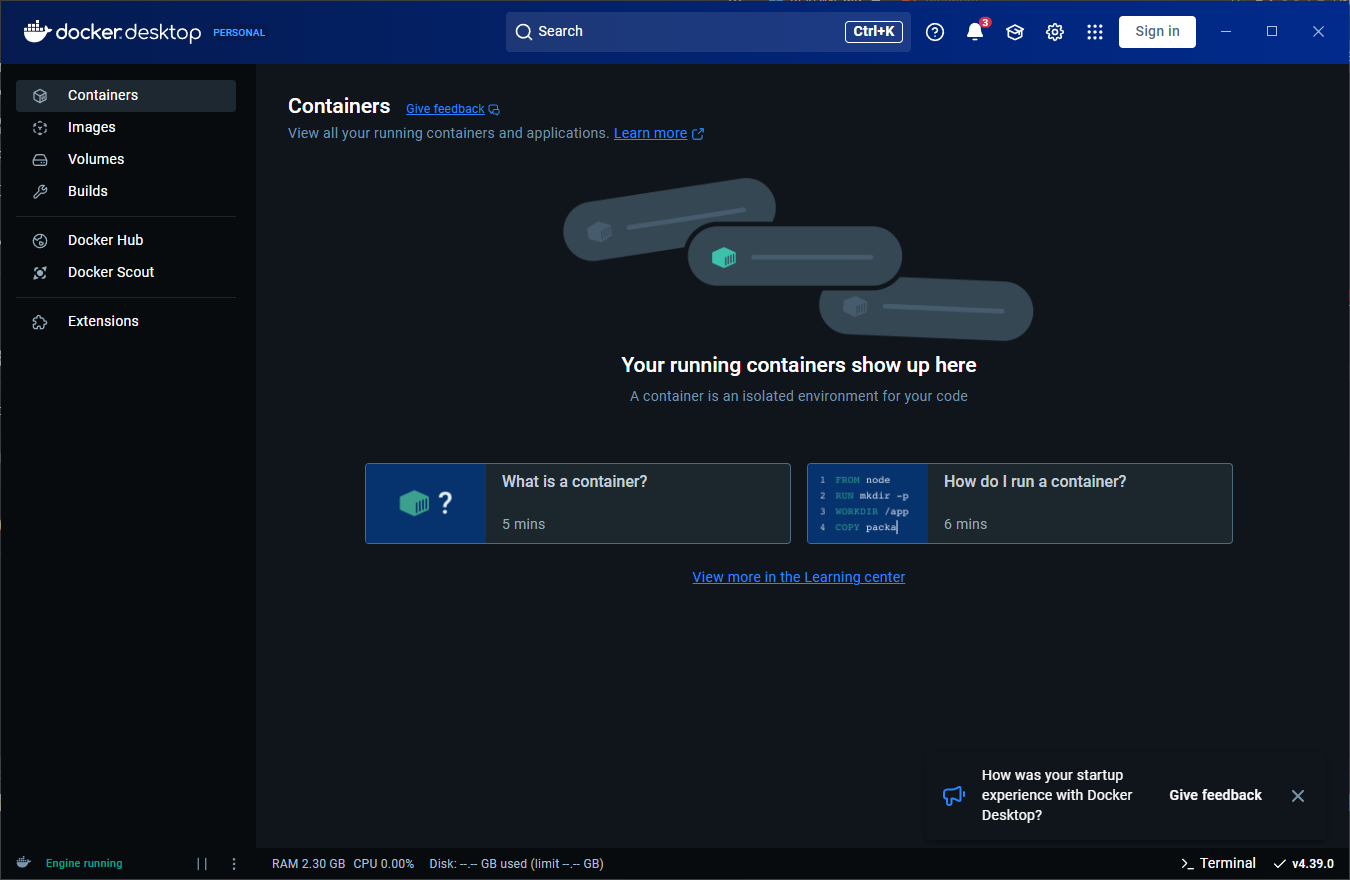 docker.desktop PERSONAL
Search
Ctrl+K
3
Sign in
Containers
Images
Volumes
Builds
Docker Hub
Docker Scout
Extensions
Containers Give feedback
View all your running containers and applications. Learn more
Your running containers show up here
A container is an isolated environment for your code
?
What is a container?
5 mins
1 FROM node
2 RUN mkdir -p
3 WORKDIR /app
4 COPY packa
How do I run a container?
6 mins
View more in the Learning center
How was your startup
experience with Docker
Desktop?
Give feedback
Engine running
RAM 2.30 GB CPU 0.00% Disk: --.-- GB used (limit --.-- GB)
>_ Terminal
v4.39.0